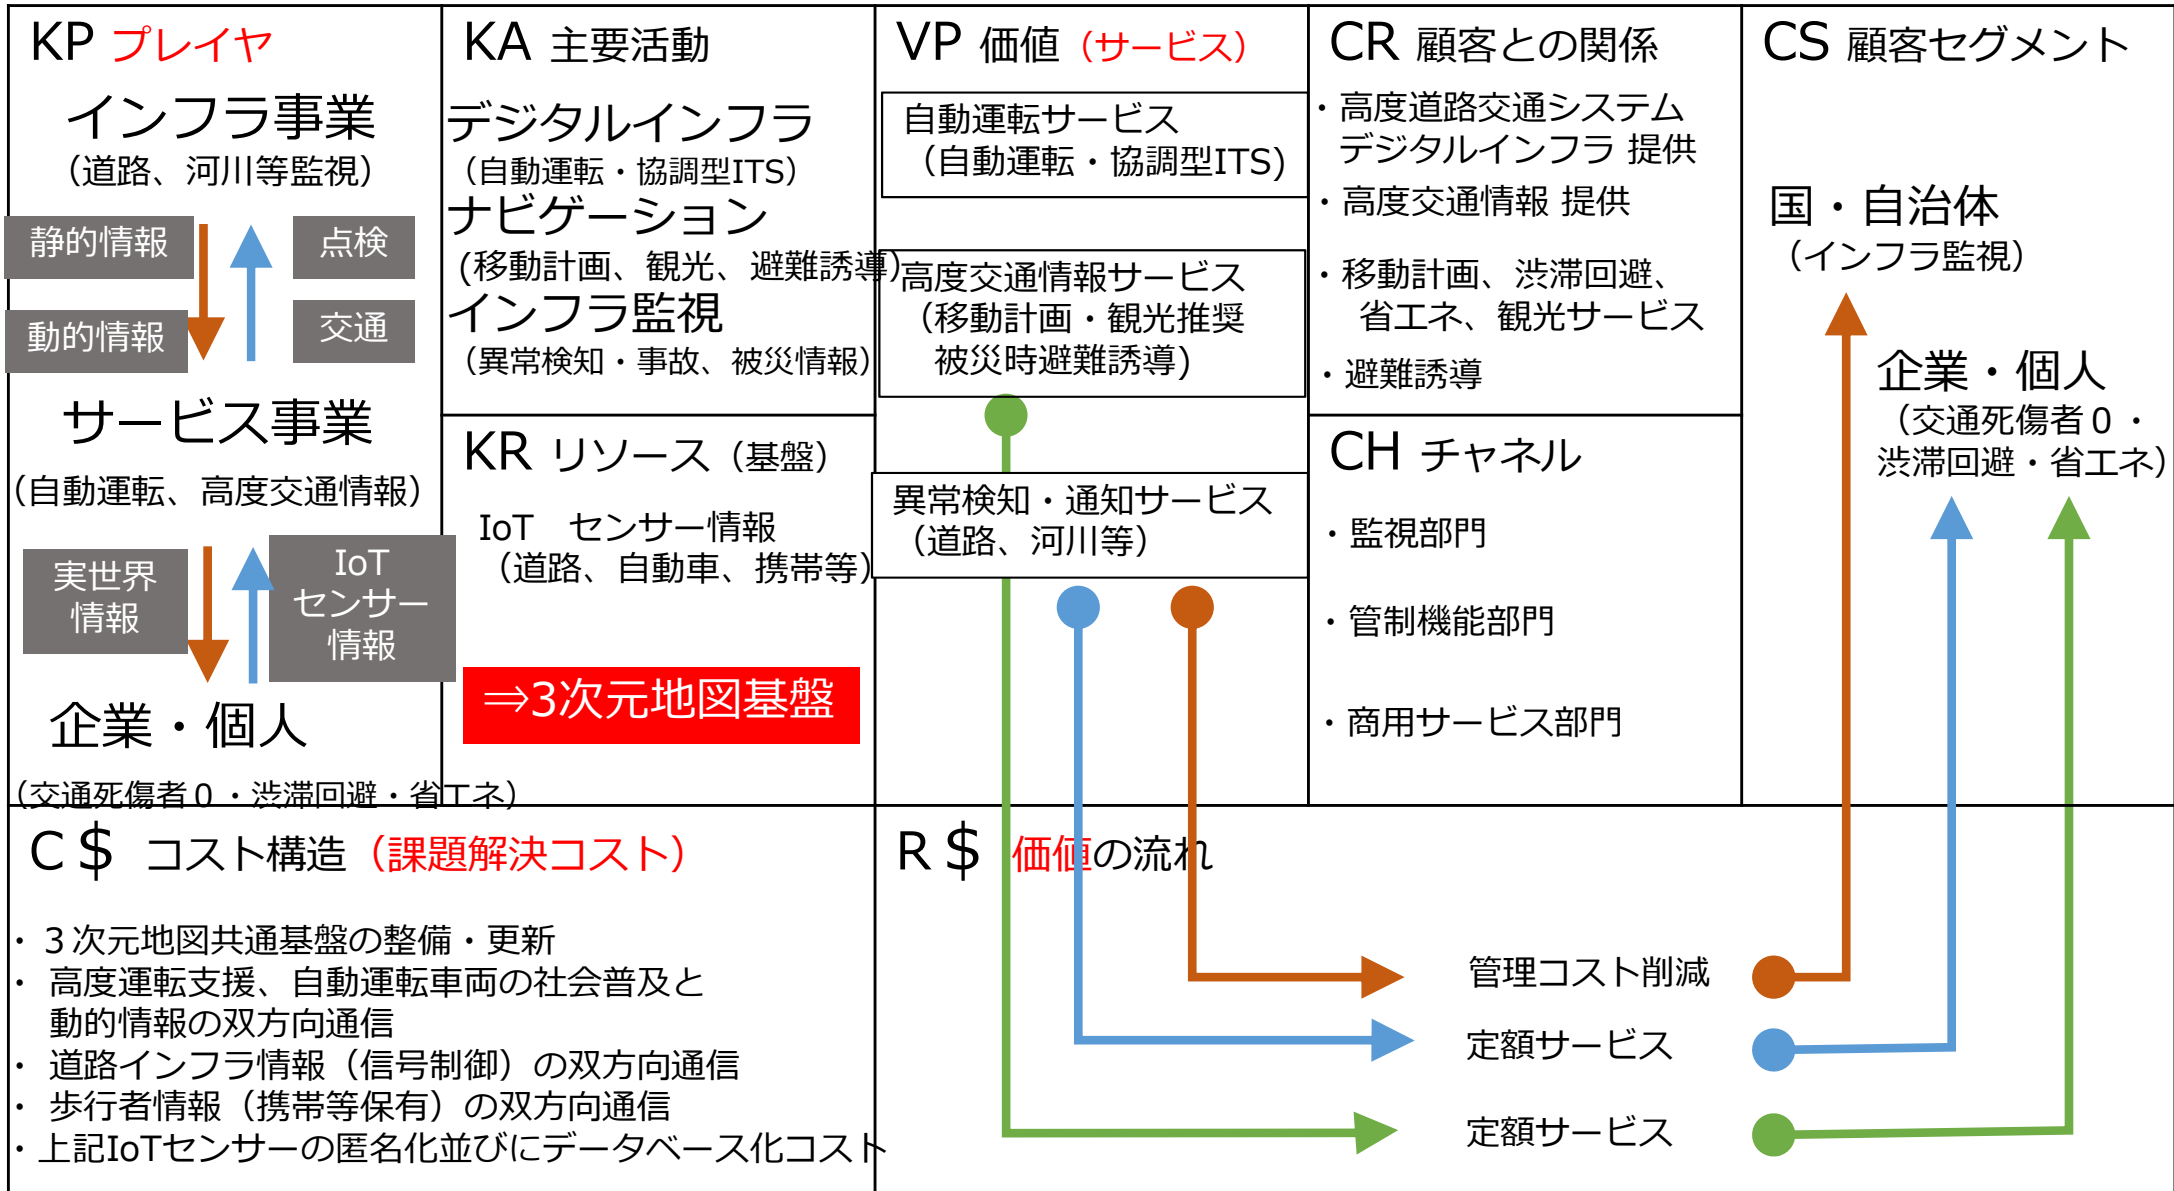 KP プレイヤ
インフラ事業
（道路、河川等監視）
静的情報
点検
動的情報
交通
サービス事業
（自動運転、高度交通情報）
実世界
情報
IoT
センサー
情報
企業・個人
（交通死傷者０・渋滞回避・省エネ）
KA 主要活動
デジタルインフラ
（自動運転・協調型ITS）
ナビゲーション
(移動計画、観光、避難誘導）
インフラ監視
（異常検知・事故、被災情報）
KR リソース（基盤）
IoT　センサー情報
（道路、自動車、携帯等）
⇒3次元地図基盤
VP 価値（サービス）
自動運転サービス
（自動運転・協調型ITS)
高度交通情報サービス
（移動計画・観光推奨
被災時避難誘導)
異常検知・通知サービス
（道路、河川等）
CR 顧客との関係
・高度道路交通システム
デジタルインフラ 提供
・高度交通情報 提供
・移動計画、渋滞回避、
省エネ、観光サービス
・避難誘導
CH チャネル
・監視部門
・管制機能部門
・商用サービス部門
CS 顧客セグメント
国・自治体
（インフラ監視）
企業・個人
（交通死傷者０・
渋滞回避・省エネ）
C＄ コスト構造（課題解決コスト）
・３次元地図共通基盤の整備・更新
・ 高度運転支援、自動運転車両の社会普及と
動的情報の双方向通信
・ 道路インフラ情報（信号制御）の双方向通信
・ 歩行者情報（携帯等保有）の双方向通信
・上記IoTセンサーの匿名化並びにデータベース化コスト
R＄ 価値の流れ
管理コスト削減
定額サービス
定額サービス